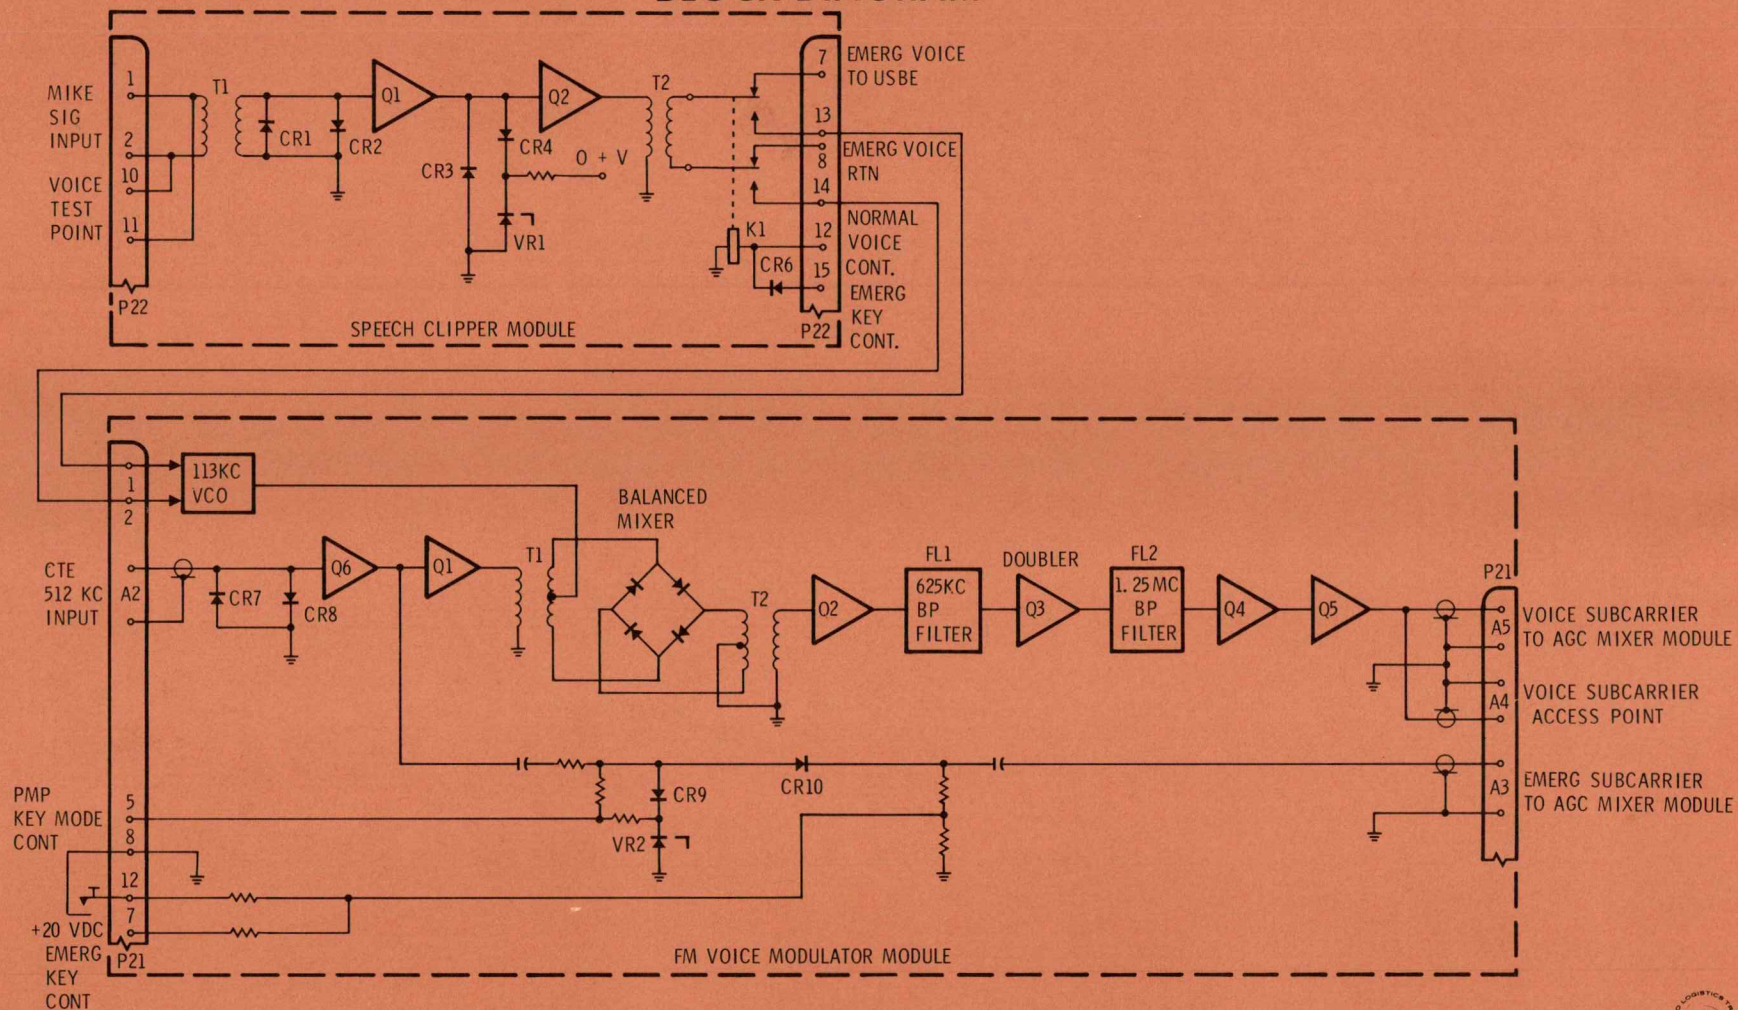 BLOCK DIAGRAM
MIKE
SIG
INPUT
VOICE
TEST
POINT
1
2
10
11
P22
T1
CR1
CR2
Q1
CR3
CR4
O + V
VR1
Q2
T2
K1
CR6
7
13
8
14
12
15
P22
EMERG VOICE
TO USBE
EMERG VOICE
RTN
NORMAL
VOICE
CONT.
EMERG
KEY
CONT.
SPEECH CLIPPER MODULE
1
2
113KC
VCO
CTE
512 KC
INPUT
A2
CR7
CR8
Q6
Q1
T1
BALANCED
MIXER
T2
Q2
FL1
625KC
BP
FILTER
DOUBLER
Q3
FL2
1.25MC
BP
FILTER
Q4
Q5
P21
A5
VOICE SUBCARRIER
TO AGC MIXER MODULE
A4
VOICE SUBCARRIER
ACCESS POINT
A3
EMERG SUBCARRIER
TO AGC MIXER MODULE
CR9
CR10
VR2
PMP
KEY MODE
CONT
5
8
12
7
+20 VDC
EMERG
KEY
CONT
P21
FM VOICE MODULATOR MODULE
LOGISTICS